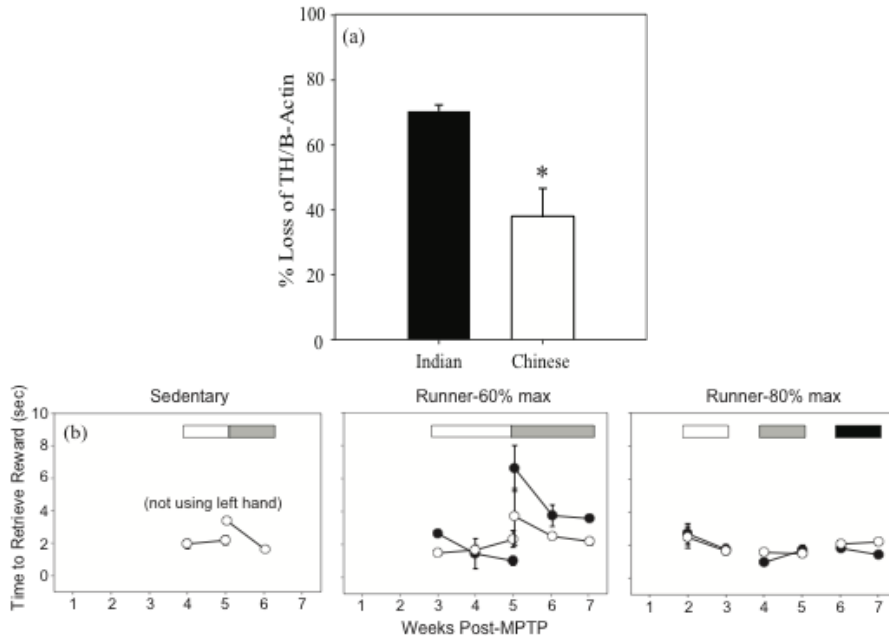 100
(a)
80
60
40
20
0
% Loss of TH/B-Actin
*
Indian Chinese
Sedentary Runner-60% max Runner-80% max
Time to Retrieve Reward (sec)
10
(b)
8
6
(not using left hand)
4
2
0
1 2 3 4 5 6 7 1 2 3 4 5 6 7 1 2 3 4 5 6 7
Weeks Post-MPTP